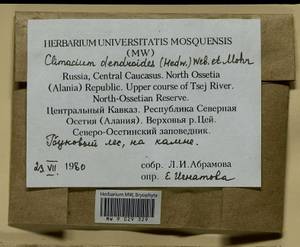 HERBARIUM UNIVERSITATIS MOSQUENSIS
(MW)
Climacium dendroides (Hedw.) Web. et Mohr
Russia, Central Caucasus. North Ossetia
(Alania) Republic. Upper course of Tsej River.
North-Ossetian Reserve.
Центральный Кавказ. Республика Северная
Осетия (Алания). Верховья р.Цей.
Северо-Осетинский заповедник.
Буковый лес, на камне.
23 VII 1980
собр. Л.И.Абрамова
опр. Е.Игнатова
Herbarium MW, Bryophyta
MW 9 029 329